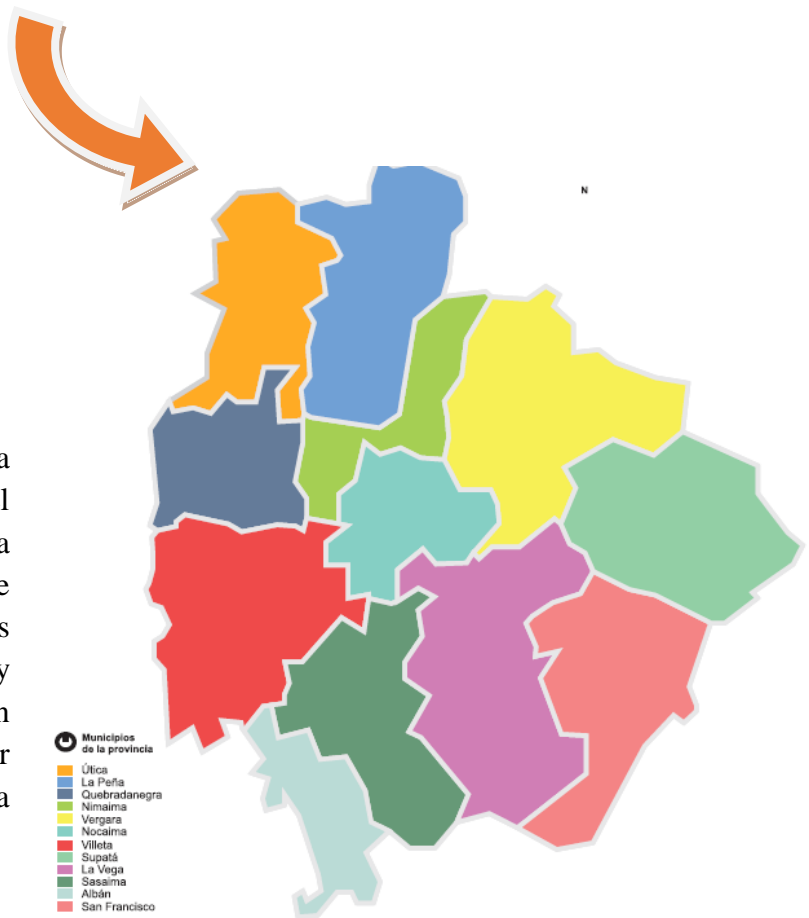 N
a
l
a
e
s
y
n
r
a
Municipios
de la provincia
Útica
La Peña
Quebradanegra
Nimaima
Vergara
Nocaima
Villeta
Supatá
La Vega
Sasaima
Albán
San Francisco